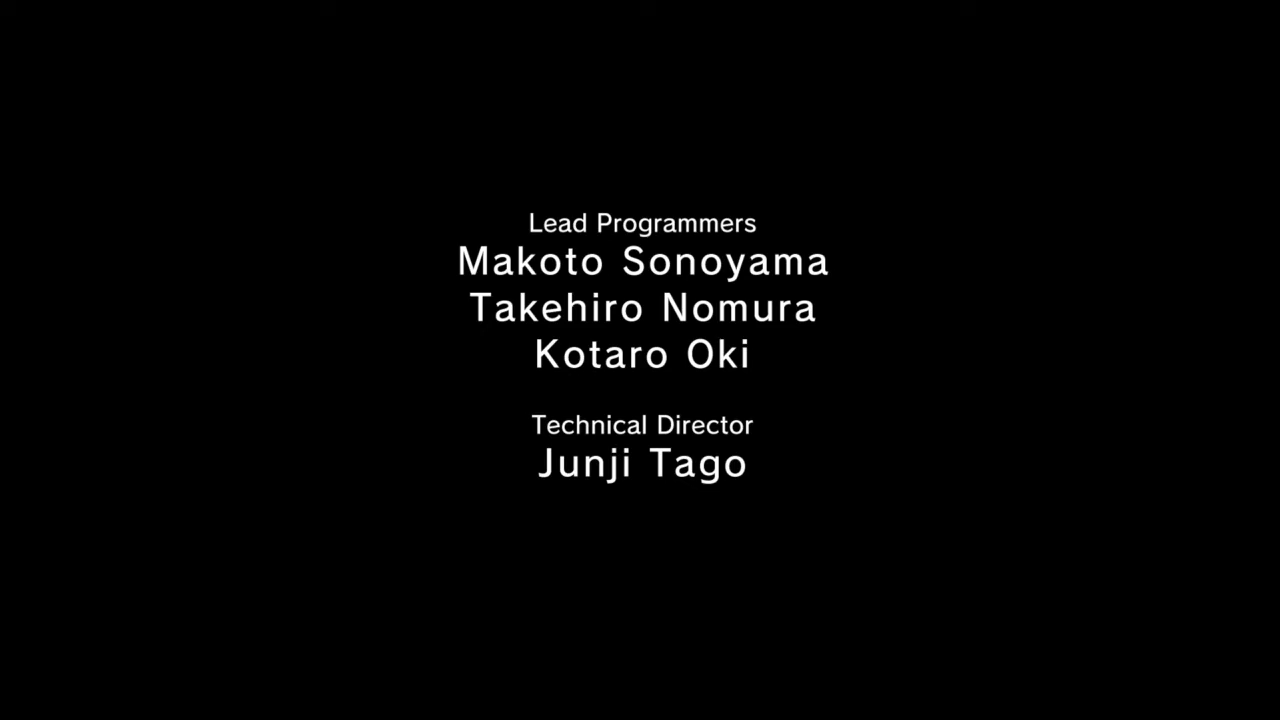 Lead Programmers
Makoto Sonoyama
Takehiro Nomura
Kotaro Oki
Technical Director
Junji Tago